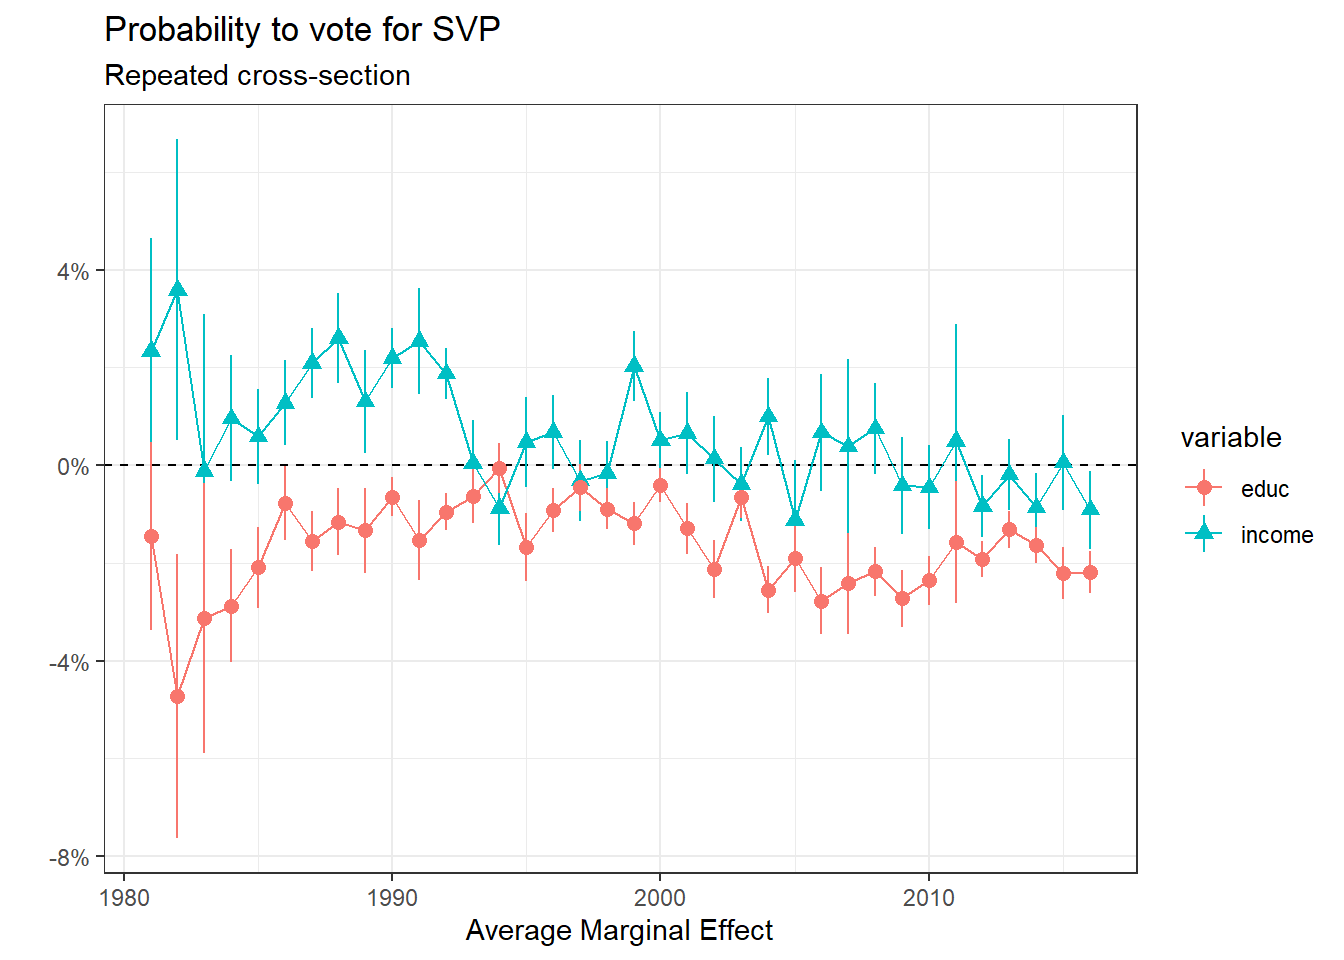 Probability to vote for SVP
Repeated cross-section
4%
0%
-4%
-8%
1980
1990
2000
2010
Average Marginal Effect
variable
educ
income